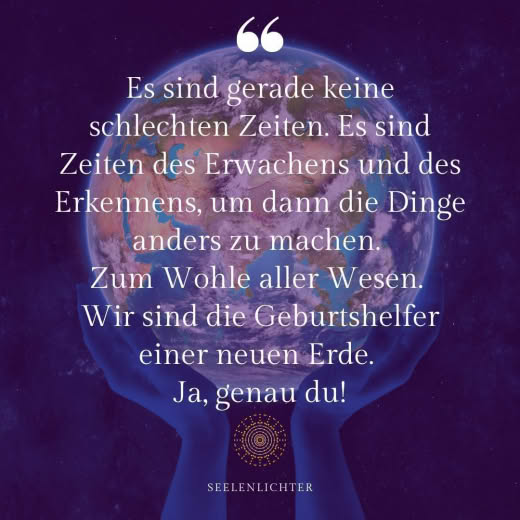 ❝
Es sind gerade keine
schlechten Zeiten. Es sind
Zeiten des Erwachens und des
Erkennens, um dann die Dinge
anders zu machen.
Zum Wohle aller Wesen.
Wir sind die Geburtshelfer
einer neuen Erde.
Ja, genau du!
SEELENLICHTER